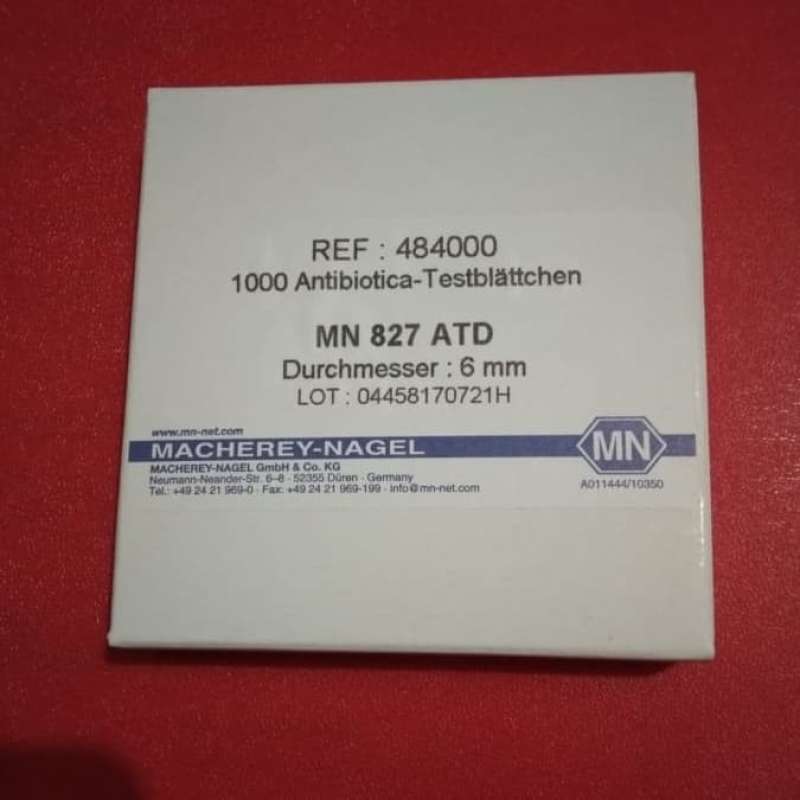 REF : 484000
1000 Antibiotica-Testblättchen
MN 827 ATD
Durchmesser : 6 mm
LOT : 04458170721H
www.mn-net.com
MACHEREY-NAGEL
MACHEREY-NAGEL GmbH & Co. KG
Neumann-Neander-Str. 6–8 · 52355 Düren · Germany
Tel.: +49 24 21 969-0 · Fax: +49 24 21 969-199 · info@mn-net.com
MN
A011444/10350